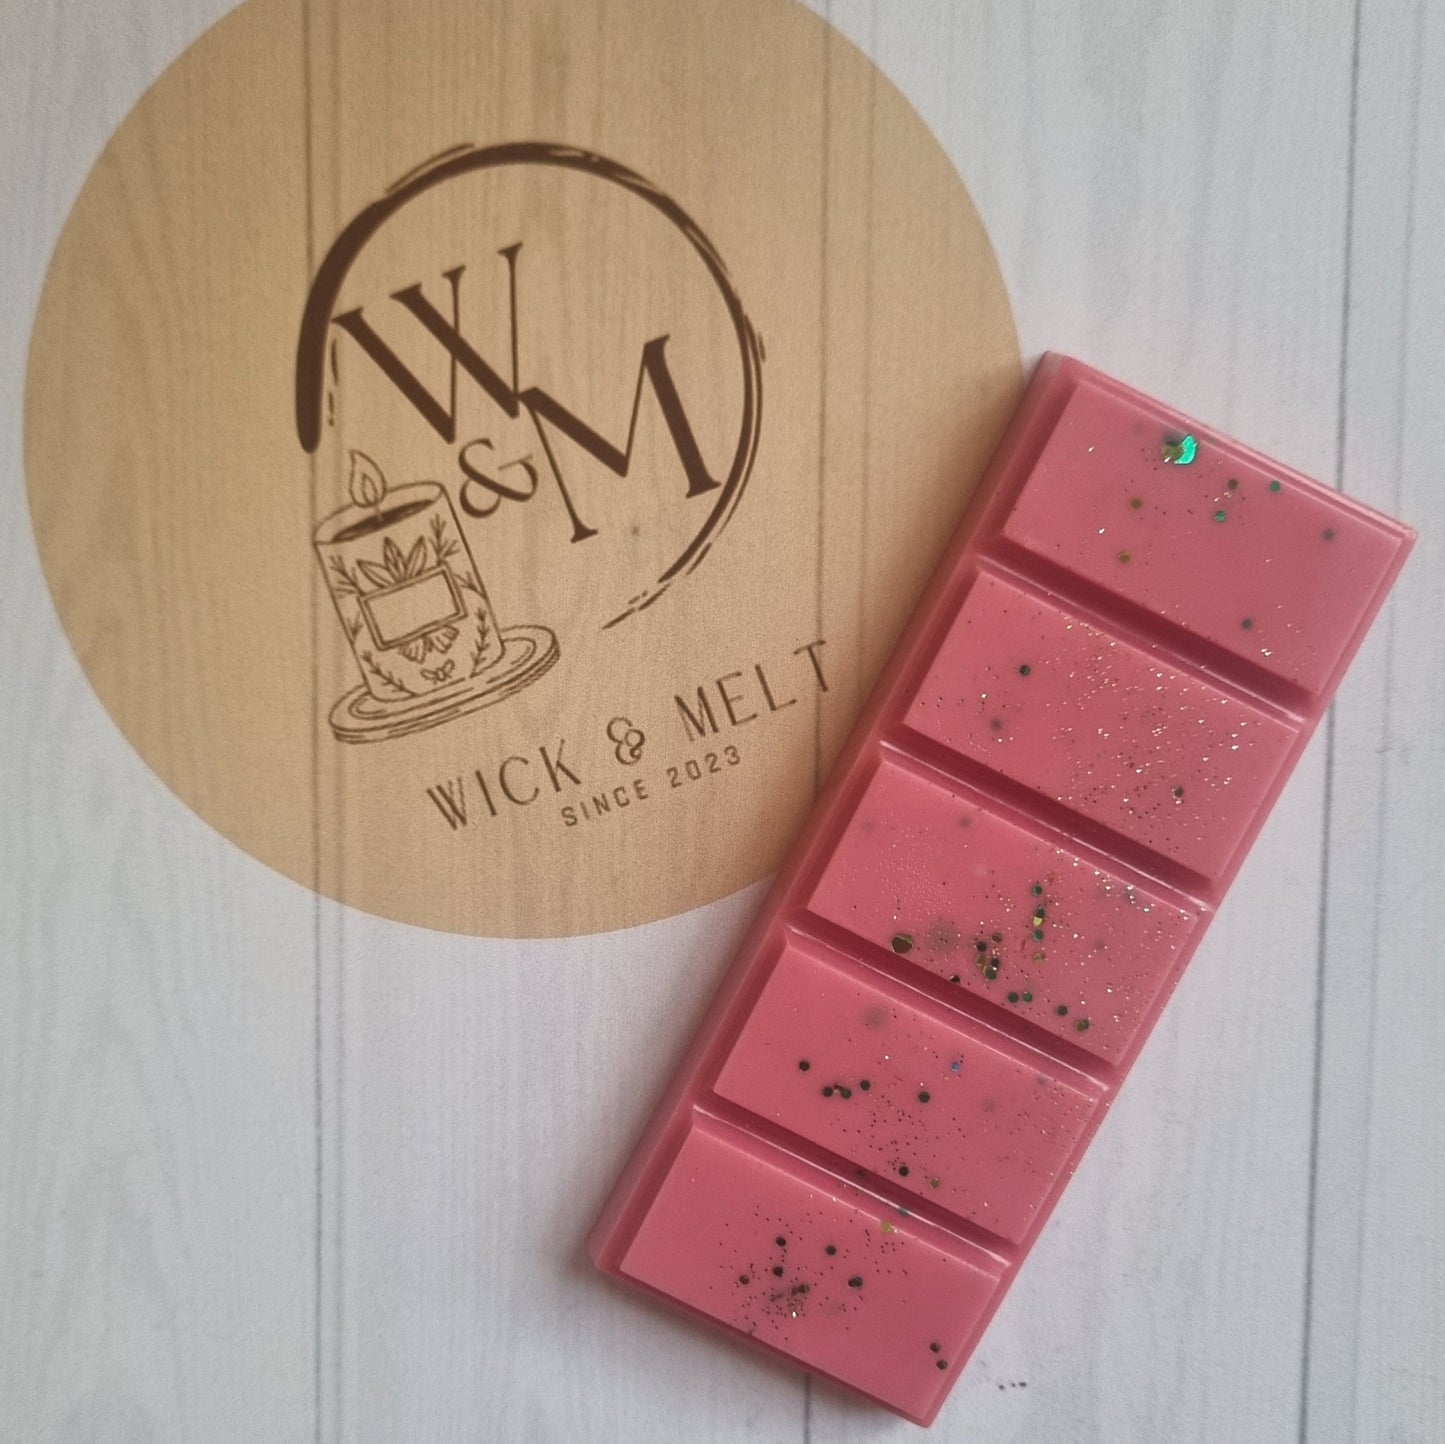 W
&M
WICK & MELT
SINCE 2023